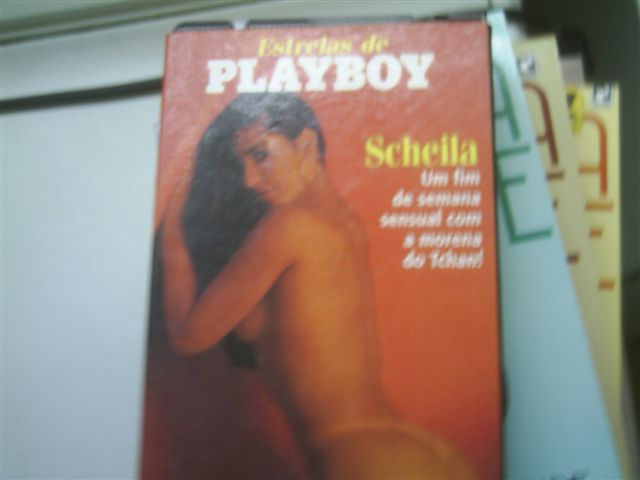 Estrelas de
PLAYBOY
Scheila
Um fim
de semana
sensual com
a morena
do Tchan!
A
E